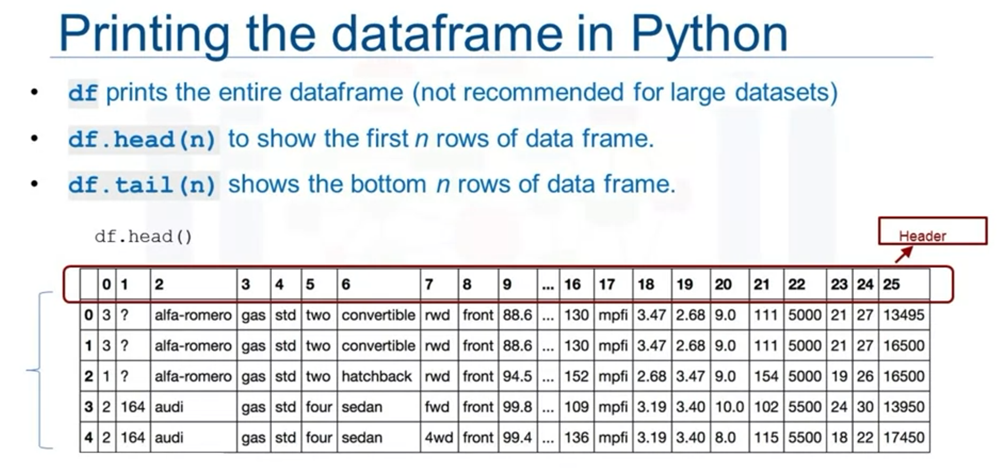 Printing the dataframe in Python
• df prints the entire dataframe (not recommended for large datasets)
• df.head(n) to show the first n rows of data frame.
• df.tail(n) shows the bottom n rows of data frame.
df.head()
Header
0 1 2 3 4 5 6 7 8 9 ... 16 17 18 19 20 21 22 23 24 25
0 3 ? alfa-romero gas std two convertible rwd front 88.6 ... 130 mpfi 3.47 2.68 9.0 111 5000 21 27 13495
1 3 ? alfa-romero gas std two convertible rwd front 88.6 ... 130 mpfi 3.47 2.68 9.0 111 5000 21 27 16500
2 1 ? alfa-romero gas std two hatchback rwd front 94.5 ... 152 mpfi 2.68 3.47 9.0 154 5000 19 26 16500
3 2 164 audi gas std four sedan fwd front 99.8 ... 109 mpfi 3.19 3.40 10.0 102 5500 24 30 13950
4 2 164 audi gas std four sedan 4wd front 99.4 ... 136 mpfi 3.19 3.40 8.0 115 5500 18 22 17450